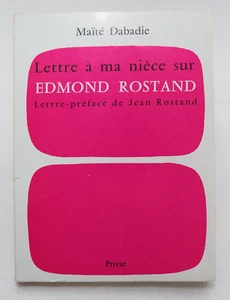 Maïté Dabadie
Lettre à ma nièce sur
EDMOND ROSTAND
Lettre-préface de Jean Rostand
Privat